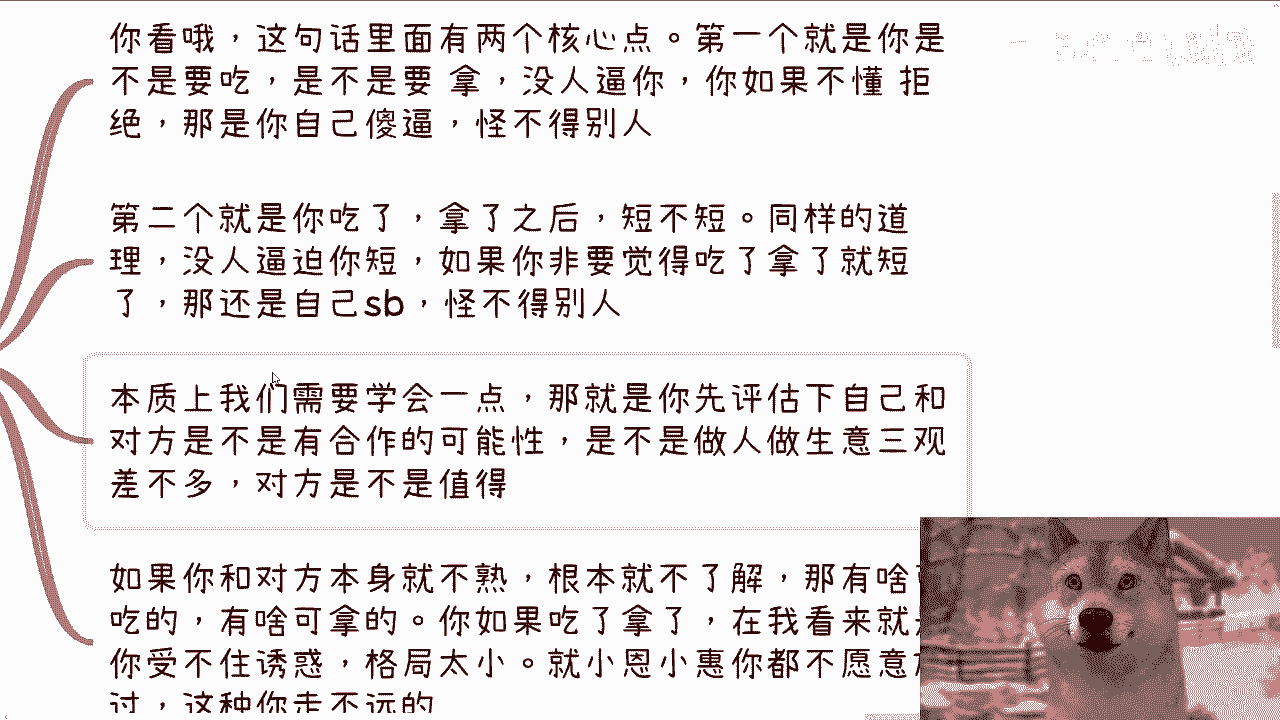 你看哦，这句话里面有两个核心点。第一个就是你是
不是要吃，是不是要 拿，没人逼你，你如果不懂 拒
绝，那是你自己傻逼，怪不得别人
第二个就是你吃了，拿了之后，短不短。同样的道
理，没人逼迫你短，如果你非要觉得吃了拿了就短
了，那还是自己sb，怪不得别人
本质上我们需要学会一点，那就是你先评估下自己和
对方是不是有合作的可能性，是不是做人做生意三观
差不多，对方是不是值得
如果你和对方本身就不熟，根本就不了解，那有啥
吃的，有啥可拿的。你如果吃了拿了，在我看来就
你受不住诱惑，格局太小。就小恩小惠你都不愿意
过，这种你走不远的